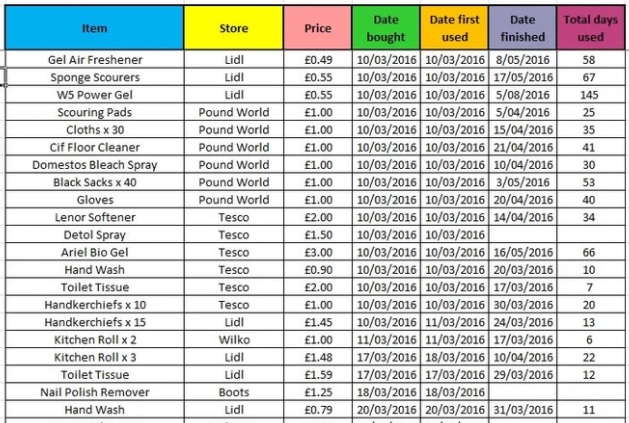 Item Store Price Date bought Date first used Date finished Total days used
Gel Air Freshener Lidl £0.49 10/03/2016 10/03/2016 8/05/2016 58
Sponge Scourers Lidl £0.55 10/03/2016 10/03/2016 17/05/2016 67
W5 Power Gel Lidl £0.55 10/03/2016 10/03/2016 5/08/2016 145
Scouring Pads Pound World £1.00 10/03/2016 10/03/2016 5/04/2016 25
Cloths x 30 Pound World £1.00 10/03/2016 10/03/2016 15/04/2016 35
Cif Floor Cleaner Pound World £1.00 10/03/2016 10/03/2016 21/04/2016 41
Domestos Bleach Spray Pound World £1.00 10/03/2016 10/03/2016 10/04/2016 30
Black Sacks x 40 Pound World £1.00 10/03/2016 10/03/2016 3/05/2016 53
Gloves Pound World £1.00 10/03/2016 10/03/2016 20/04/2016 40
Lenor Softener Tesco £2.00 10/03/2016 10/03/2016 14/04/2016 34
Detol Spray Tesco £1.50 10/03/2016 10/03/2016
Ariel Bio Gel Tesco £3.00 10/03/2016 10/03/2016 16/05/2016 66
Hand Wash Tesco £0.90 10/03/2016 10/03/2016 20/03/2016 10
Toilet Tissue Tesco £2.00 10/03/2016 10/03/2016 17/03/2016 7
Handkerchiefs x 10 Tesco £1.00 10/03/2016 10/03/2016 30/03/2016 20
Handkerchiefs x 15 Lidl £1.45 10/03/2016 11/03/2016 24/03/2016 13
Kitchen Roll x 2 Wilko £1.00 11/03/2016 11/03/2016 17/03/2016 6
Kitchen Roll x 3 Lidl £1.48 17/03/2016 18/03/2016 10/04/2016 22
Toilet Tissue Lidl £1.59 17/03/2016 17/03/2016 29/03/2016 12
Nail Polish Remover Boots £1.25 18/03/2016 18/03/2016
Hand Wash Lidl £0.79 20/03/2016 20/03/2016 31/03/2016 11